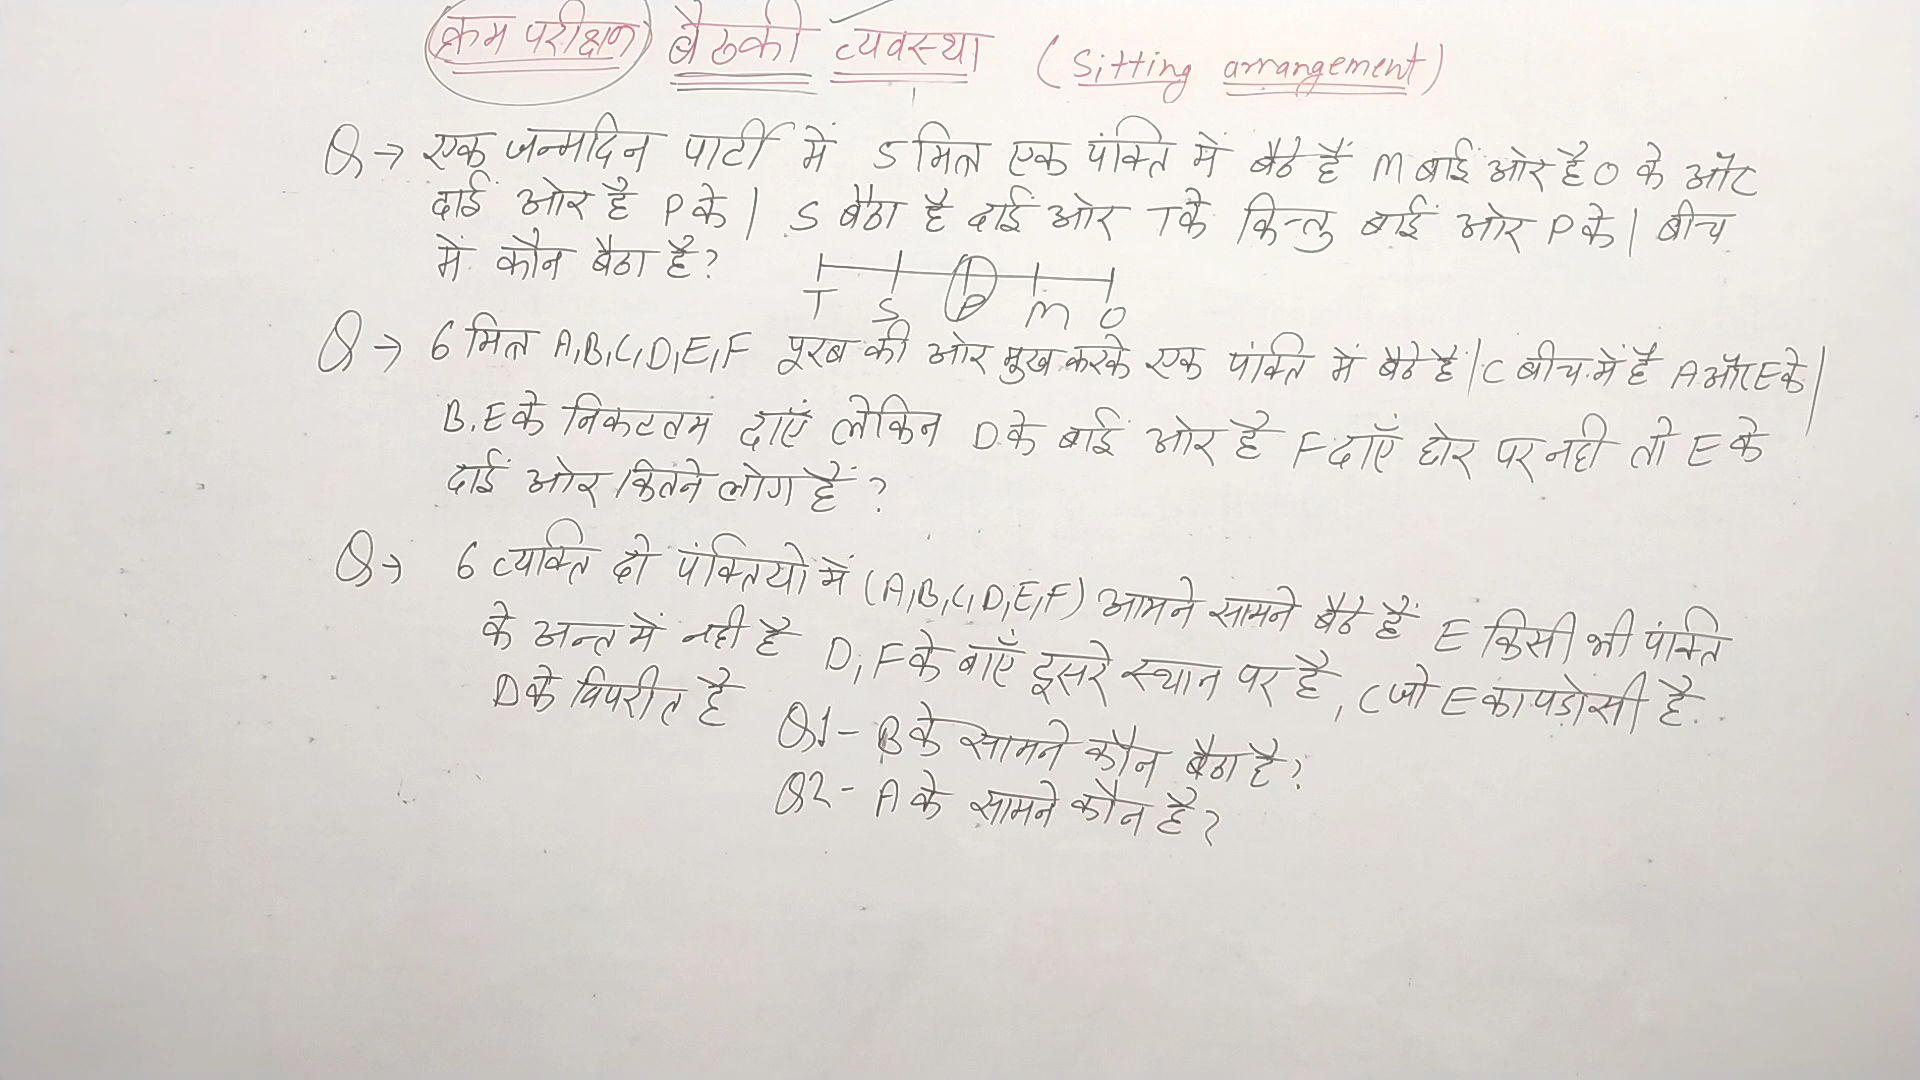 क्रम परीक्षण बैठकी व्यवस्था (Sitting arrangement)
Q → एक जन्मदिन पार्टी में 5 मित्र एक पंक्ति में बैठे हैं M बाईं ओर है O के और
दाईं ओर है P के | S बैठा है दाईं ओर T के किन्तु बाईं ओर P के | बीच
में कौन बैठा है?
T S P M O
Q → 6 मित्र A,B,C,D,E,F पूरब की ओर मुख करके एक पंक्ति में बैठे है | C बीच में है A और E के |
B, E के निकटतम दाएँ लेकिन D के बाईं ओर है F दाएँ छोर पर नही तो E के
दाईं ओर कितने लोग हैं?
Q → 6 व्यक्ति दो पंक्तियो में (A,B,C,D,E,F) आमने सामने बैठे हैं E किसी भी पंक्ति
के अन्त में नही है D, F के बाएँ दूसरे स्थान पर है, C जो E का पड़ोसी है.
D के विपरीत है
Q1 - B के सामने कौन बैठा है?
Q2 - A के सामने कौन है?